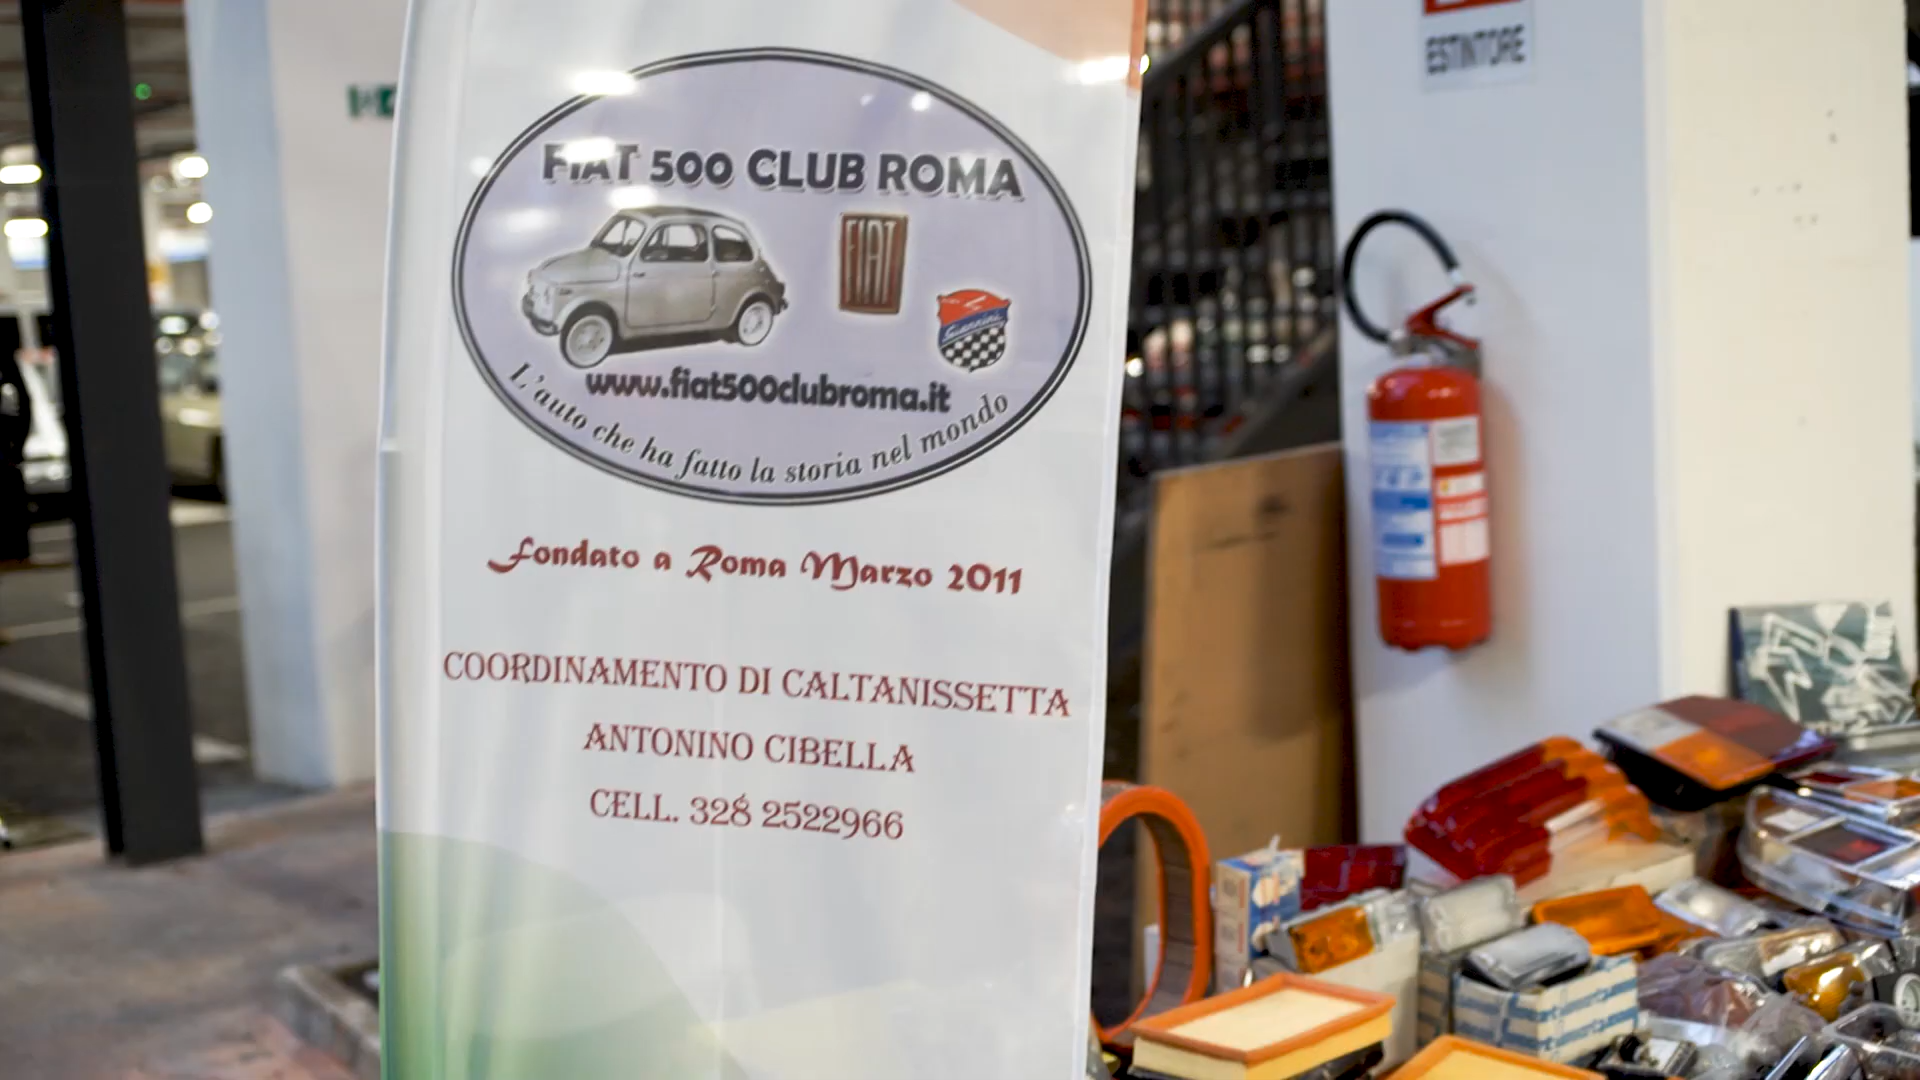 FIAT 500 CLUB ROMA
FIAT
Giannini
www.fiat500clubroma.it
L'auto che ha fatto la storia nel mondo
Fondato a Roma Marzo 2011
COORDINAMENTO DI CALTANISSETTA
ANTONINO CIBELLA
CELL. 328 2522966
ESTINTORE